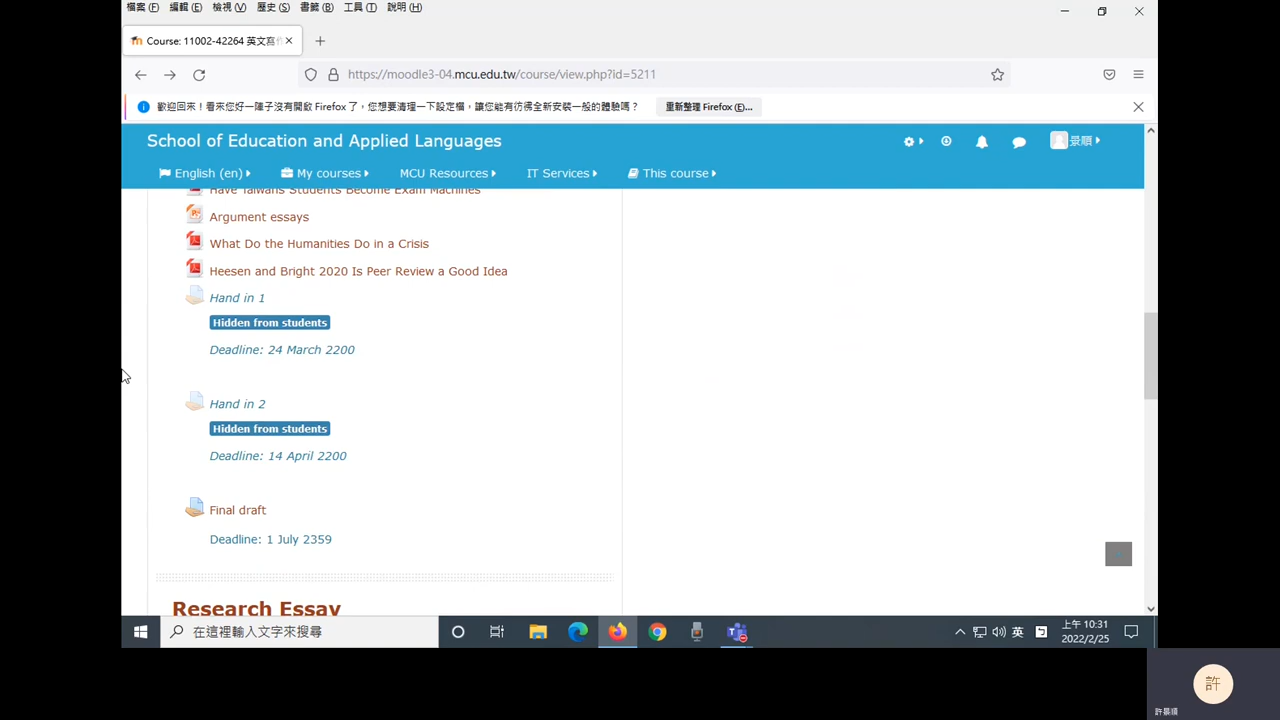 檔案 (F) 編輯 (E) 檢視 (V) 歷史 (S) 書籤 (B) 工具 (T) 說明 (H)
Course: 11002-42264 英文寫作
https://moodle3-04.mcu.edu.tw/course/view.php?id=5211
歡迎回來！看來您好一陣子沒有開啟 Firefox 了，您想要清理一下設定檔，讓您能有彷彿全新安裝一般的體驗嗎？ 重新整理 Firefox (E)...
School of Education and Applied Languages
景順
English (en) My courses MCU Resources IT Services This course
Have Taiwans Students Become Exam Machines
Argument essays
What Do the Humanities Do in a Crisis
Heesen and Bright 2020 Is Peer Review a Good Idea
Hand in 1
Hidden from students
Deadline: 24 March 2200
Hand in 2
Hidden from students
Deadline: 14 April 2200
Final draft
Deadline: 1 July 2359
Research Essay
在這裡輸入文字來搜尋
英
上午 10:31
2022/2/25
許
許景順